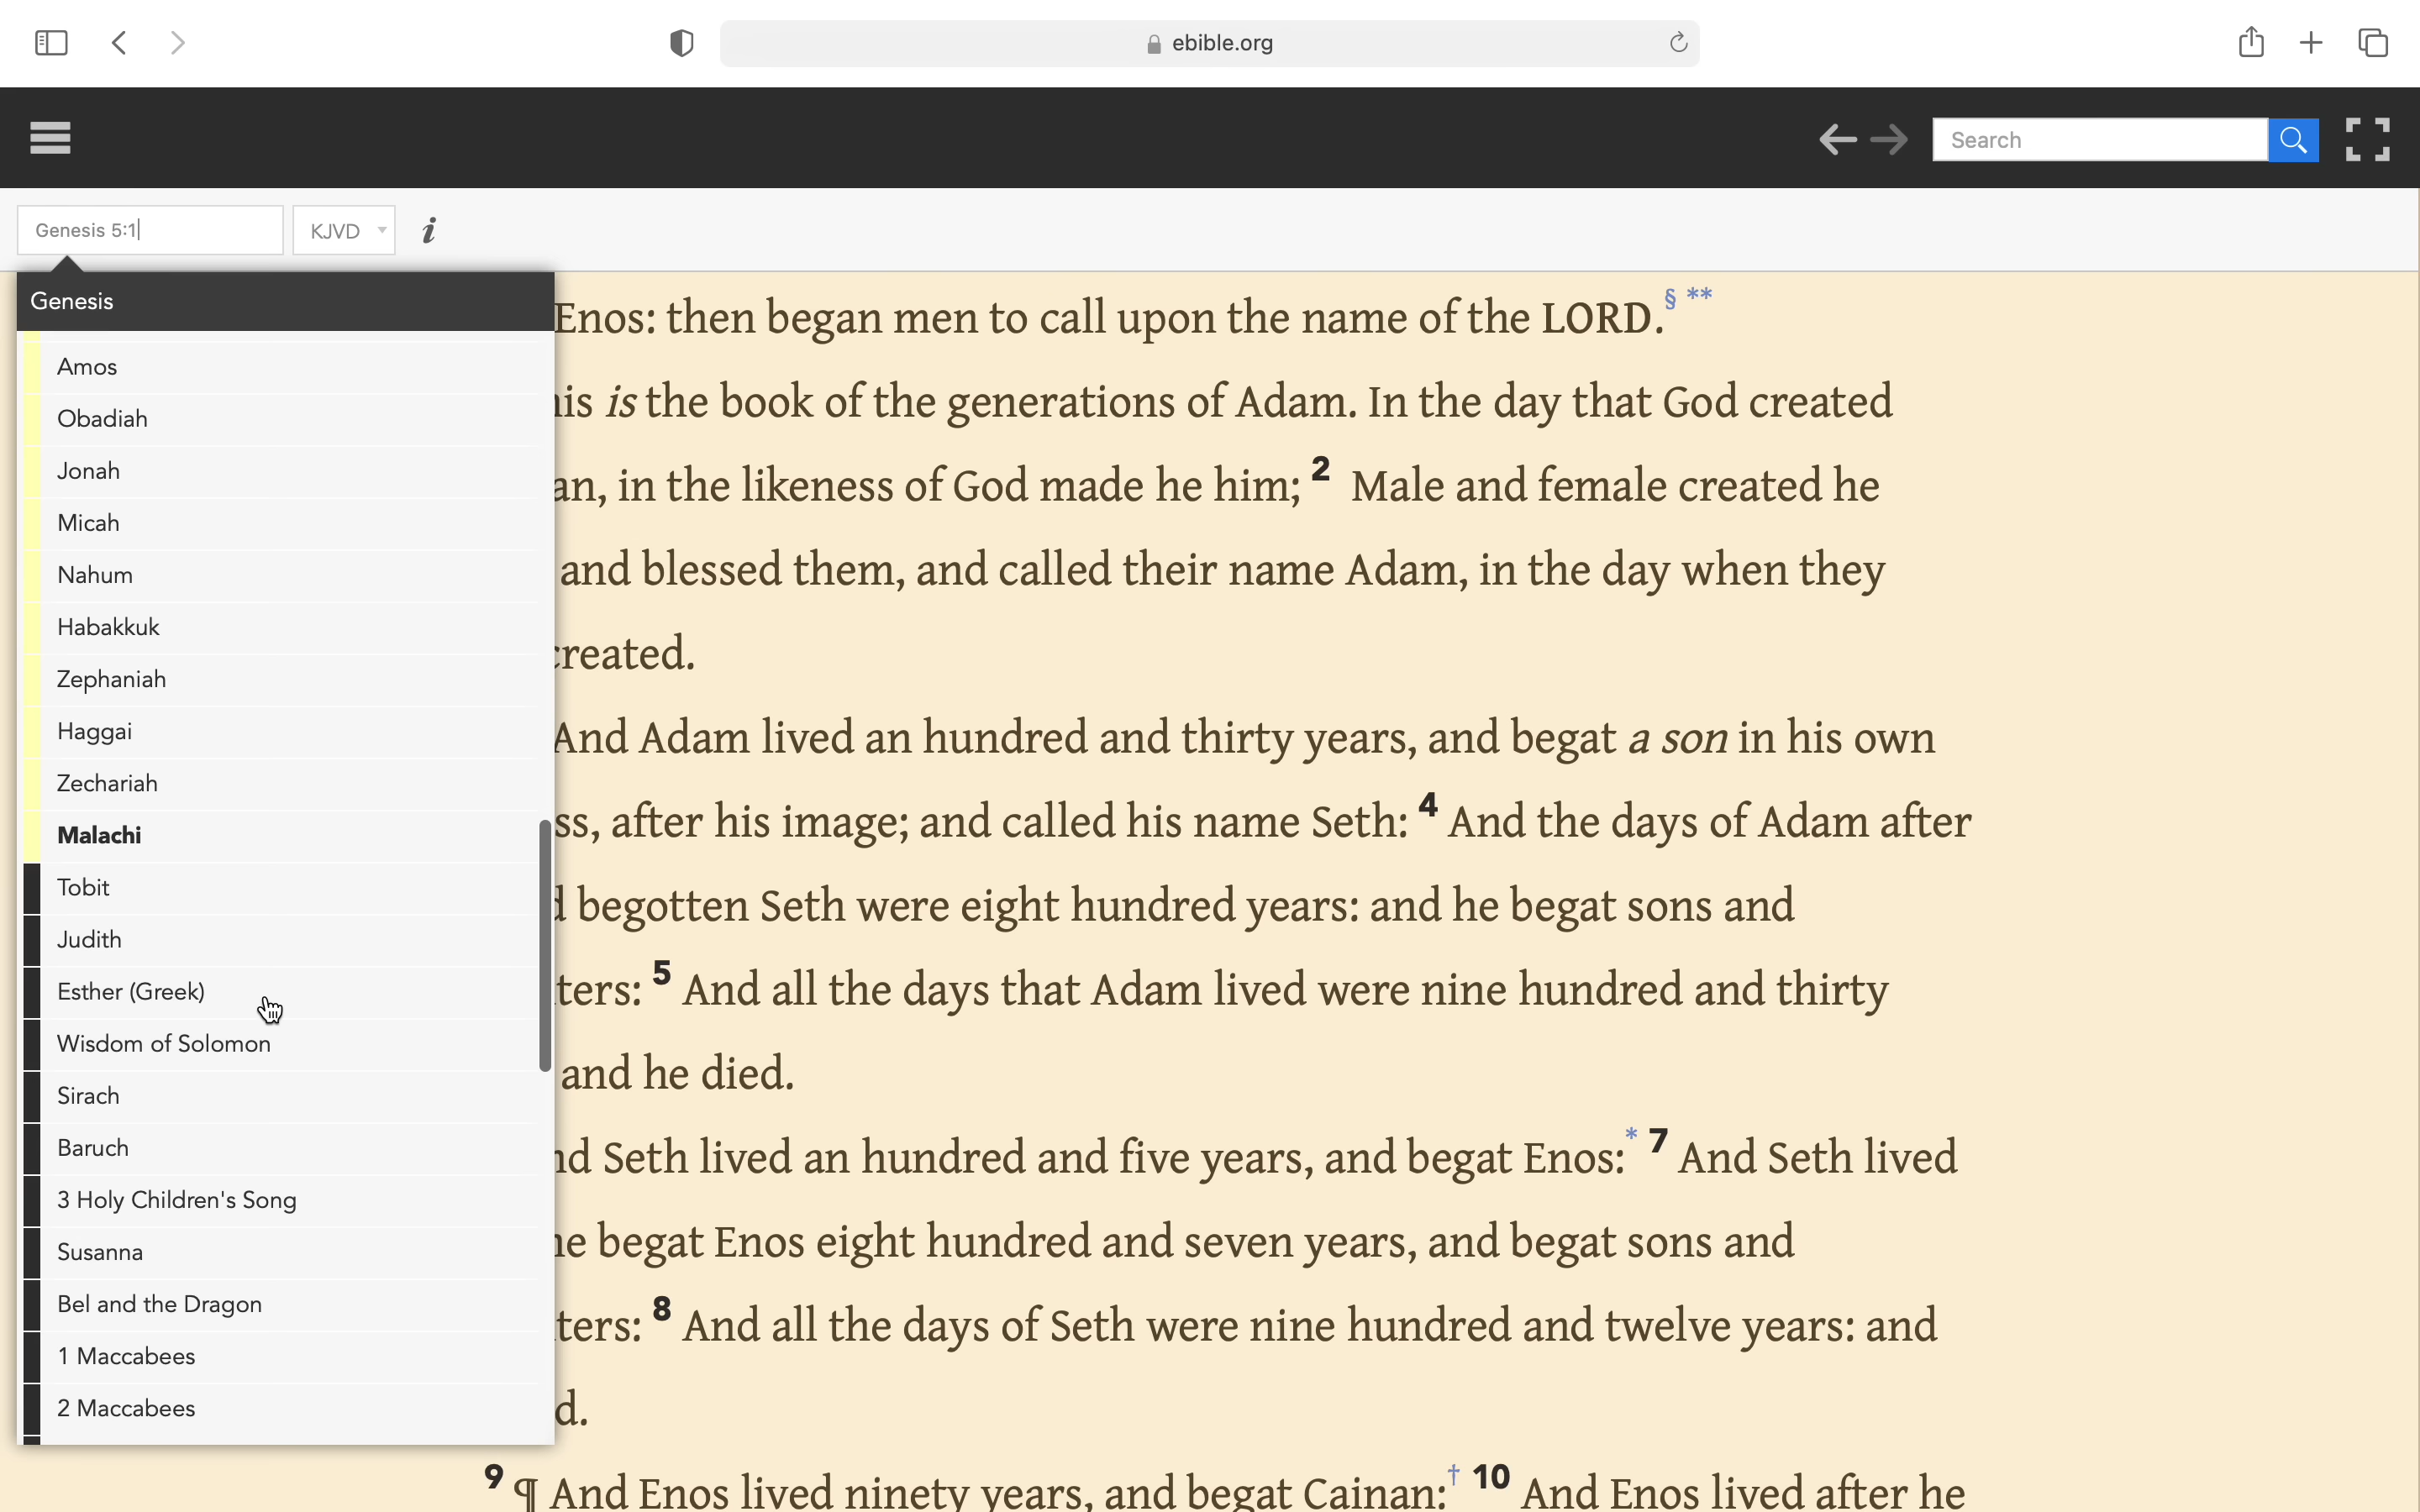 ebible.org
Search
Genesis 5:1
KJVD
i
Genesis
Amos
Obadiah
Jonah
Micah
Nahum
Habakkuk
Zephaniah
Haggai
Zechariah
Malachi
Tobit
Judith
Esther (Greek)
Wisdom of Solomon
Sirach
Baruch
3 Holy Children's Song
Susanna
Bel and the Dragon
1 Maccabees
2 Maccabees
Enos: then began men to call upon the name of the LORD.§ **
is is the book of the generations of Adam. In the day that God created
an, in the likeness of God made he him; 2 Male and female created he
and blessed them, and called their name Adam, in the day when they
reated.
And Adam lived an hundred and thirty years, and begat a son in his own
ss, after his image; and called his name Seth: 4 And the days of Adam after
d begotten Seth were eight hundred years: and he begat sons and
ters: 5 And all the days that Adam lived were nine hundred and thirty
and he died.
d Seth lived an hundred and five years, and begat Enos:* 7 And Seth lived
he begat Enos eight hundred and seven years, and begat sons and
ters: 8 And all the days of Seth were nine hundred and twelve years: and
d.
9 ¶ And Enos lived ninety years, and begat Cainan:† 10 And Enos lived after he